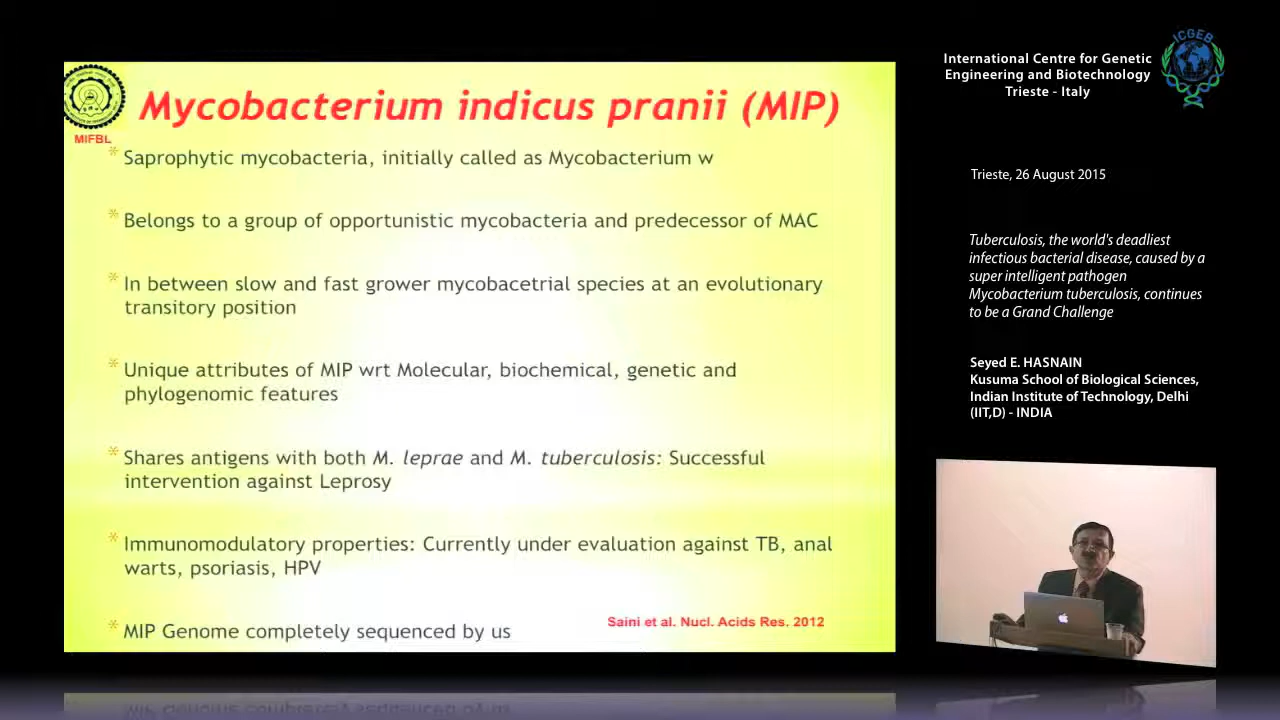 Mycobacterium indicus pranii (MIP)
MIFBL
* Saprophytic mycobacteria, initially called as Mycobacterium w
* Belongs to a group of opportunistic mycobacteria and predecessor of MAC
* In between slow and fast grower mycobacetrial species at an evolutionary
transitory position
* Unique attributes of MIP wrt Molecular, biochemical, genetic and
phylogenomic features
* Shares antigens with both M. leprae and M. tuberculosis: Successful
intervention against Leprosy
* Immunomodulatory properties: Currently under evaluation against TB, anal
warts, psoriasis, HPV
* MIP Genome completely sequenced by us
Saini et al. Nucl. Acids Res. 2012
International Centre for Genetic
Engineering and Biotechnology
Trieste - Italy
ICGEB
Trieste, 26 August 2015
Tuberculosis, the world's deadliest
infectious bacterial disease, caused by a
super intelligent pathogen
Mycobacterium tuberculosis, continues
to be a Grand Challenge
Seyed E. HASNAIN
Kusuma School of Biological Sciences,
Indian Institute of Technology, Delhi
(IIT,D) - INDIA